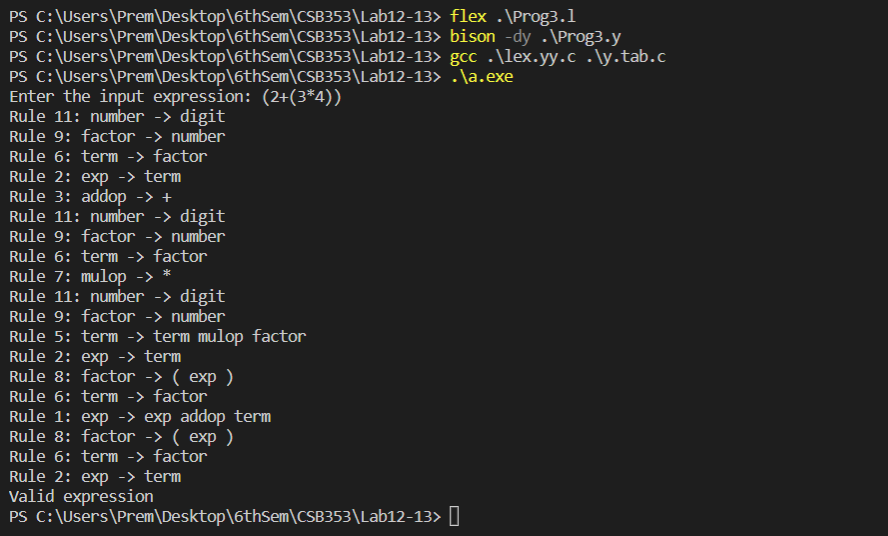 PS C:\Users\Prem\Desktop\6thSem\CSB353\Lab12-13> flex .\Prog3.l
PS C:\Users\Prem\Desktop\6thSem\CSB353\Lab12-13> bison -dy .\Prog3.y
PS C:\Users\Prem\Desktop\6thSem\CSB353\Lab12-13> gcc .\lex.yy.c .\y.tab.c
PS C:\Users\Prem\Desktop\6thSem\CSB353\Lab12-13> .\a.exe
Enter the input expression: (2+(3*4))
Rule 11: number -> digit
Rule 9: factor -> number
Rule 6: term -> factor
Rule 2: exp -> term
Rule 3: addop -> +
Rule 11: number -> digit
Rule 9: factor -> number
Rule 6: term -> factor
Rule 7: mulop -> *
Rule 11: number -> digit
Rule 9: factor -> number
Rule 5: term -> term mulop factor
Rule 2: exp -> term
Rule 8: factor -> ( exp )
Rule 6: term -> factor
Rule 1: exp -> exp addop term
Rule 8: factor -> ( exp )
Rule 6: term -> factor
Rule 2: exp -> term
Valid expression
PS C:\Users\Prem\Desktop\6thSem\CSB353\Lab12-13>